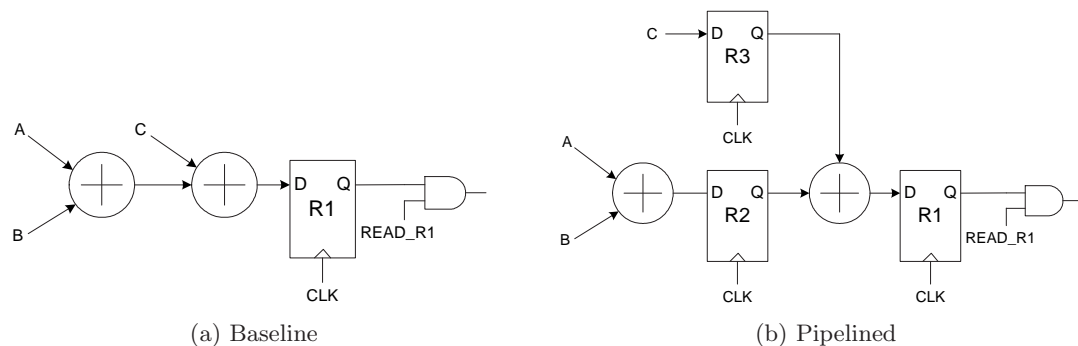 A
B
C
D Q
R1
READ_R1
CLK
(a) Baseline
C
D Q
R3
CLK
A
B
D Q
R2
CLK
D Q
R1
READ_R1
CLK
(b) Pipelined